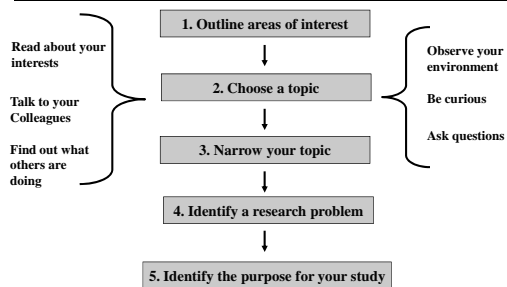 1. Outline areas of interest
Read about your
interests
Talk to your
Colleagues
Find out what
others are
doing
2. Choose a topic
Observe your
environment
Be curious
Ask questions
3. Narrow your topic
4. Identify a research problem
5. Identify the purpose for your study